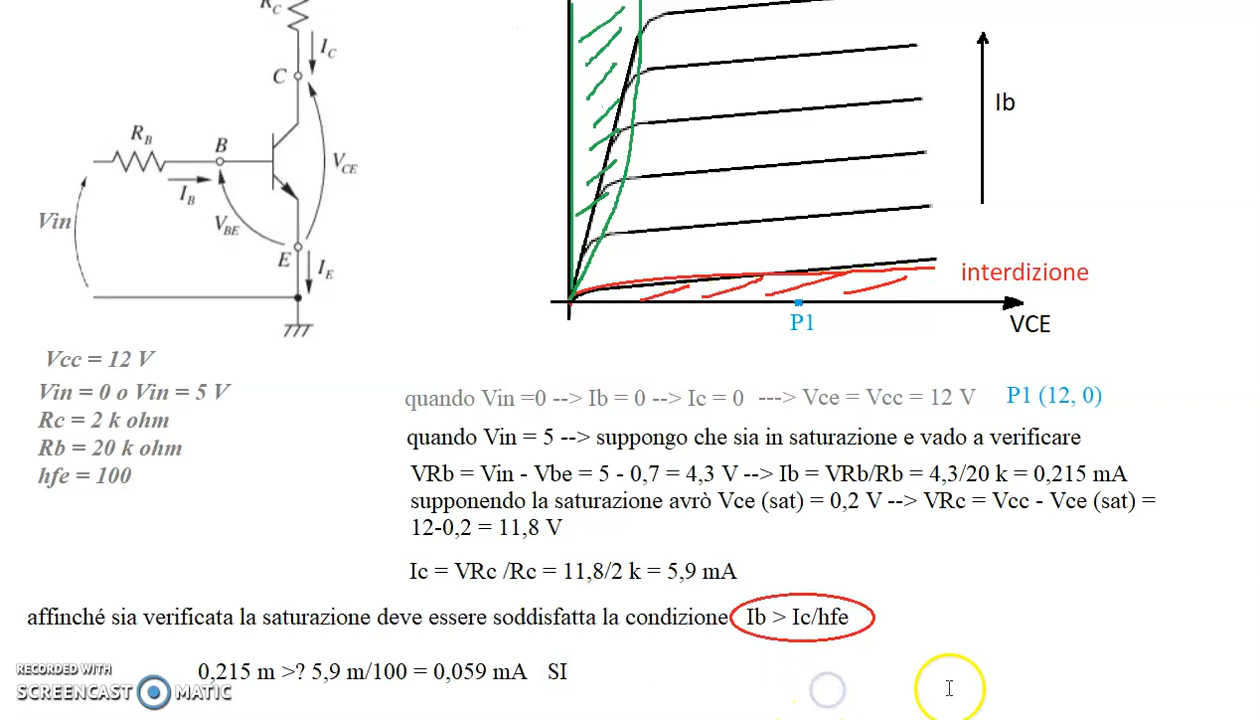 RC
IC
C
RB
B
VCE
IB
Vin
VBE
E
IE
Ib
interdizione
P1
VCE
Vcc = 12 V
Vin = 0 o Vin = 5 V
Rc = 2 k ohm
Rb = 20 k ohm
hfe = 100
quando Vin =0 --> Ib = 0 --> Ic = 0 ---> Vce = Vcc = 12 V P1 (12, 0)
quando Vin = 5 --> suppongo che sia in saturazione e vado a verificare
VRb = Vin - Vbe = 5 - 0,7 = 4,3 V --> Ib = VRb/Rb = 4,3/20 k = 0,215 mA
supponendo la saturazione avrò Vce (sat) = 0,2 V --> VRc = Vcc - Vce (sat) =
12-0,2 = 11,8 V
Ic = VRc /Rc = 11,8/2 k = 5,9 mA
affinché sia verificata la saturazione deve essere soddisfatta la condizione Ib > Ic/hfe
0,215 m >? 5,9 m/100 = 0,059 mA SI
RECORDED WITH
SCREENCAST MATIC